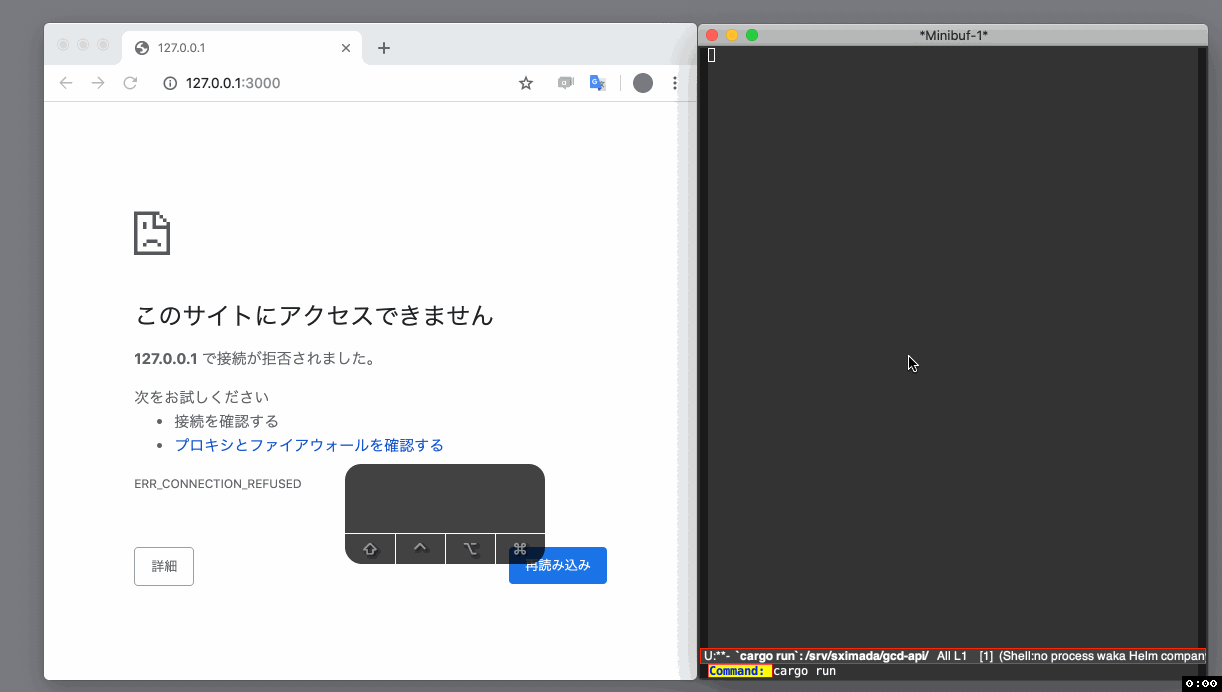 127.0.0.1
127.0.0.1:3000
このサイトにアクセスできません
127.0.0.1 で接続が拒否されました。
次をお試しください
接続を確認する
プロキシとファイアウォールを確認する
ERR_CONNECTION_REFUSED
詳細
再読み込み
*Minibuf-1*
U:**- `cargo run`:/srv/sximada/gcd-api/ All L1 [1] (Shell:no process waka Helm compan
Command: cargo run
0:00